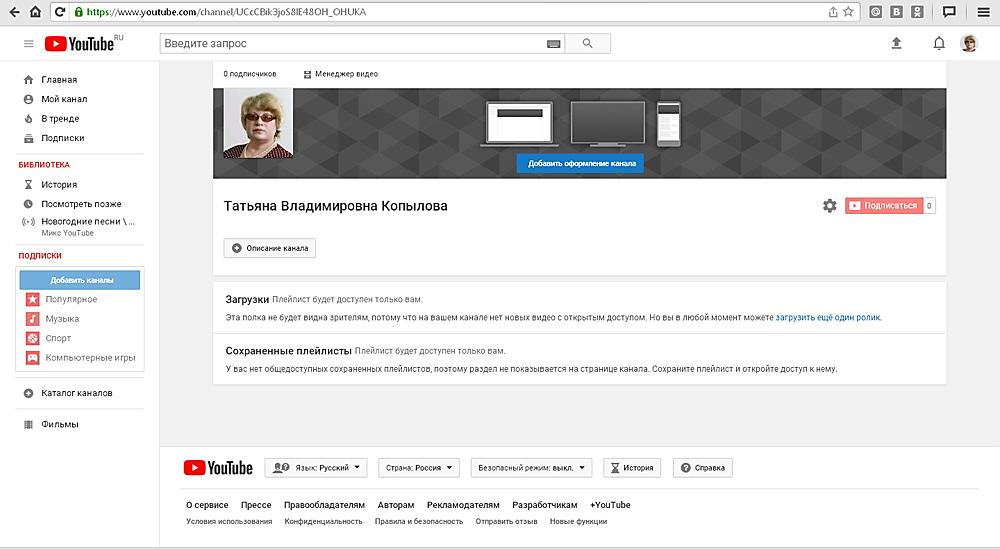 https://www.youtube.com/channel/UCcCBik3joS8lE48OH_OHUKA
YouTube RU
Введите запрос
Главная
Мой канал
В тренде
Подписки
БИБЛИОТЕКА
История
Посмотреть позже
Новогодние песни \ ...
Микс YouTube
ПОДПИСКИ
Добавить каналы
Популярное
Музыка
Спорт
Компьютерные игры
Каталог каналов
Фильмы
0 подписчиков Менеджер видео
Добавить оформление канала
Татьяна Владимировна Копылова
Подписаться 0
Описание канала
Загрузки Плейлист будет доступен только вам.
Эта полка не будет видна зрителям, потому что на вашем канале нет новых видео с открытым доступом. Но вы в любой момент можете загрузить ещё один ролик.
Сохраненные плейлисты Плейлист будет доступен только вам.
У вас нет общедоступных сохраненных плейлистов, поэтому раздел не показывается на странице канала. Сохраните плейлист и откройте доступ к нему.
YouTube Язык: Русский Страна: Россия Безопасный режим: выкл. История Справка
О сервисе Прессе Правообладателям Авторам Рекламодателям Разработчикам +YouTube
Условия использования Конфиденциальность Правила и безопасность Отправить отзыв Новые функции